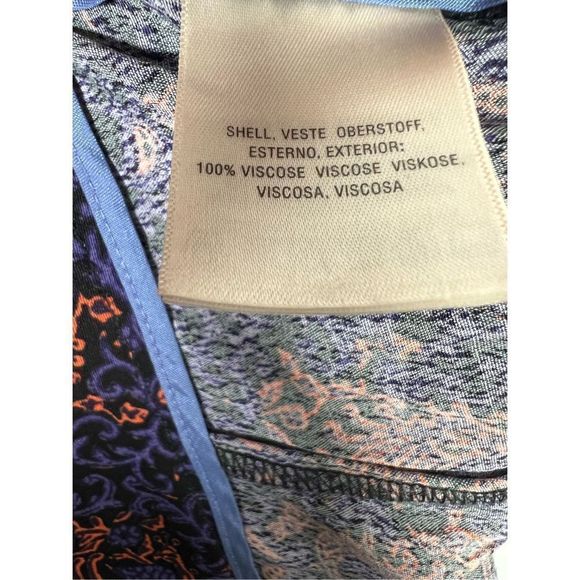 SHELL, VESTE OBERSTOFF,
ESTERNO, EXTERIOR:
100% VISCOSE VISCOSE VISKOSE,
VISCOSA, VISCOSA